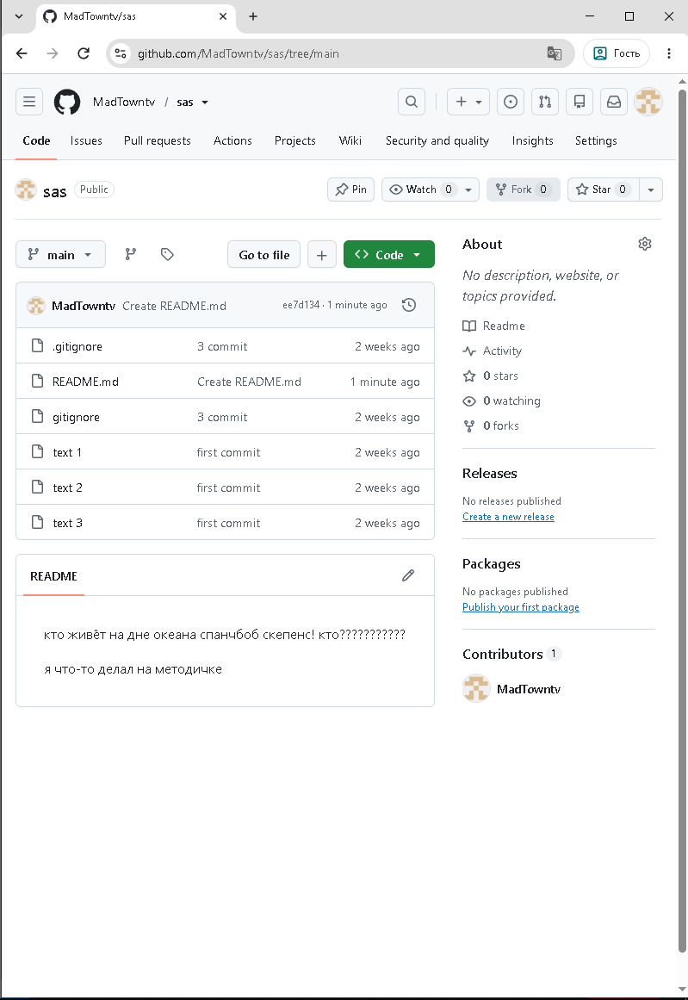 MadTowntv/sas
github.com/MadTowntv/sas/tree/main
Гость
MadTowntv / sas
Code Issues Pull requests Actions Projects Wiki Security and quality Insights Settings
sas Public
Pin Watch 0 Fork 0 Star 0
main Go to file Code
MadTowntv Create README.md ee7d134 · 1 minute ago
.gitignore 3 commit 2 weeks ago
README.md Create README.md 1 minute ago
gitignore 3 commit 2 weeks ago
text 1 first commit 2 weeks ago
text 2 first commit 2 weeks ago
text 3 first commit 2 weeks ago
README
кто живёт на дне океана спанчбоб скепенс! кто???????????
я что-то делал на методичке
About
No description, website, or
topics provided.
Readme
Activity
0 stars
0 watching
0 forks
Releases
No releases published
Create a new release
Packages
No packages published
Publish your first package
Contributors 1
MadTowntv